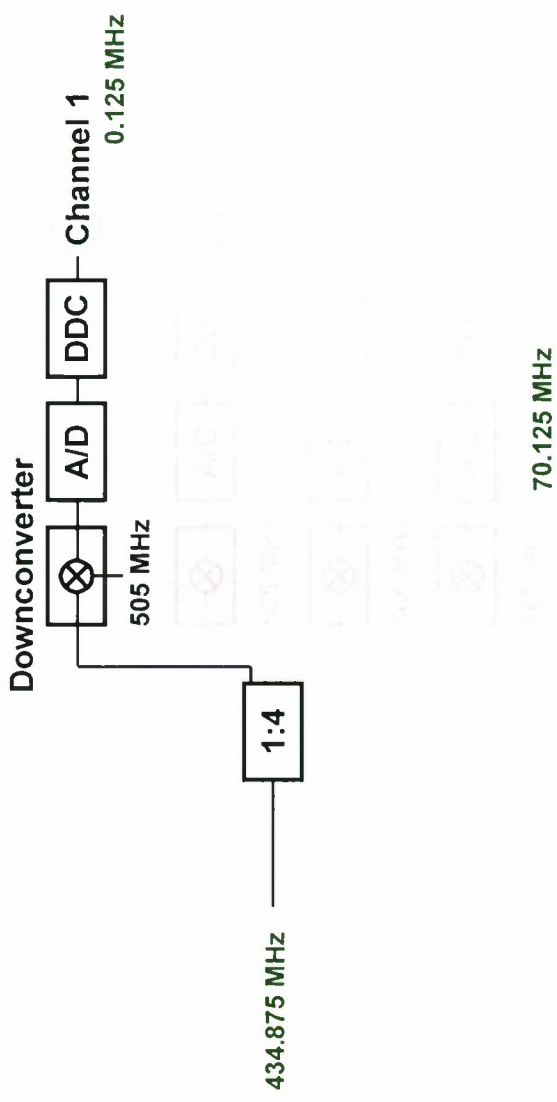 Downconverter
A/D
DDC
Channel 1
0.125 MHz
505 MHz
1:4
434.875 MHz
70.125 MHz